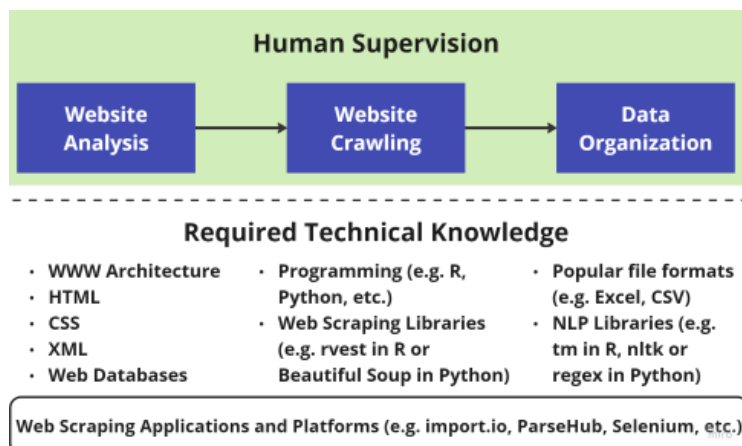 Human Supervision
Website
Analysis
Website
Crawling
Data
Organization
Required Technical Knowledge
· WWW Architecture
· HTML
· CSS
· XML
· Web Databases
· Programming (e.g. R,
Python, etc.)
· Web Scraping Libraries
(e.g. rvest in R or
Beautiful Soup in Python)
· Popular file formats
(e.g. Excel, CSV)
· NLP Libraries (e.g.
tm in R, nltk or
regex in Python)
Web Scraping Applications and Platforms (e.g. import.io, ParseHub, Selenium, etc.)
miro